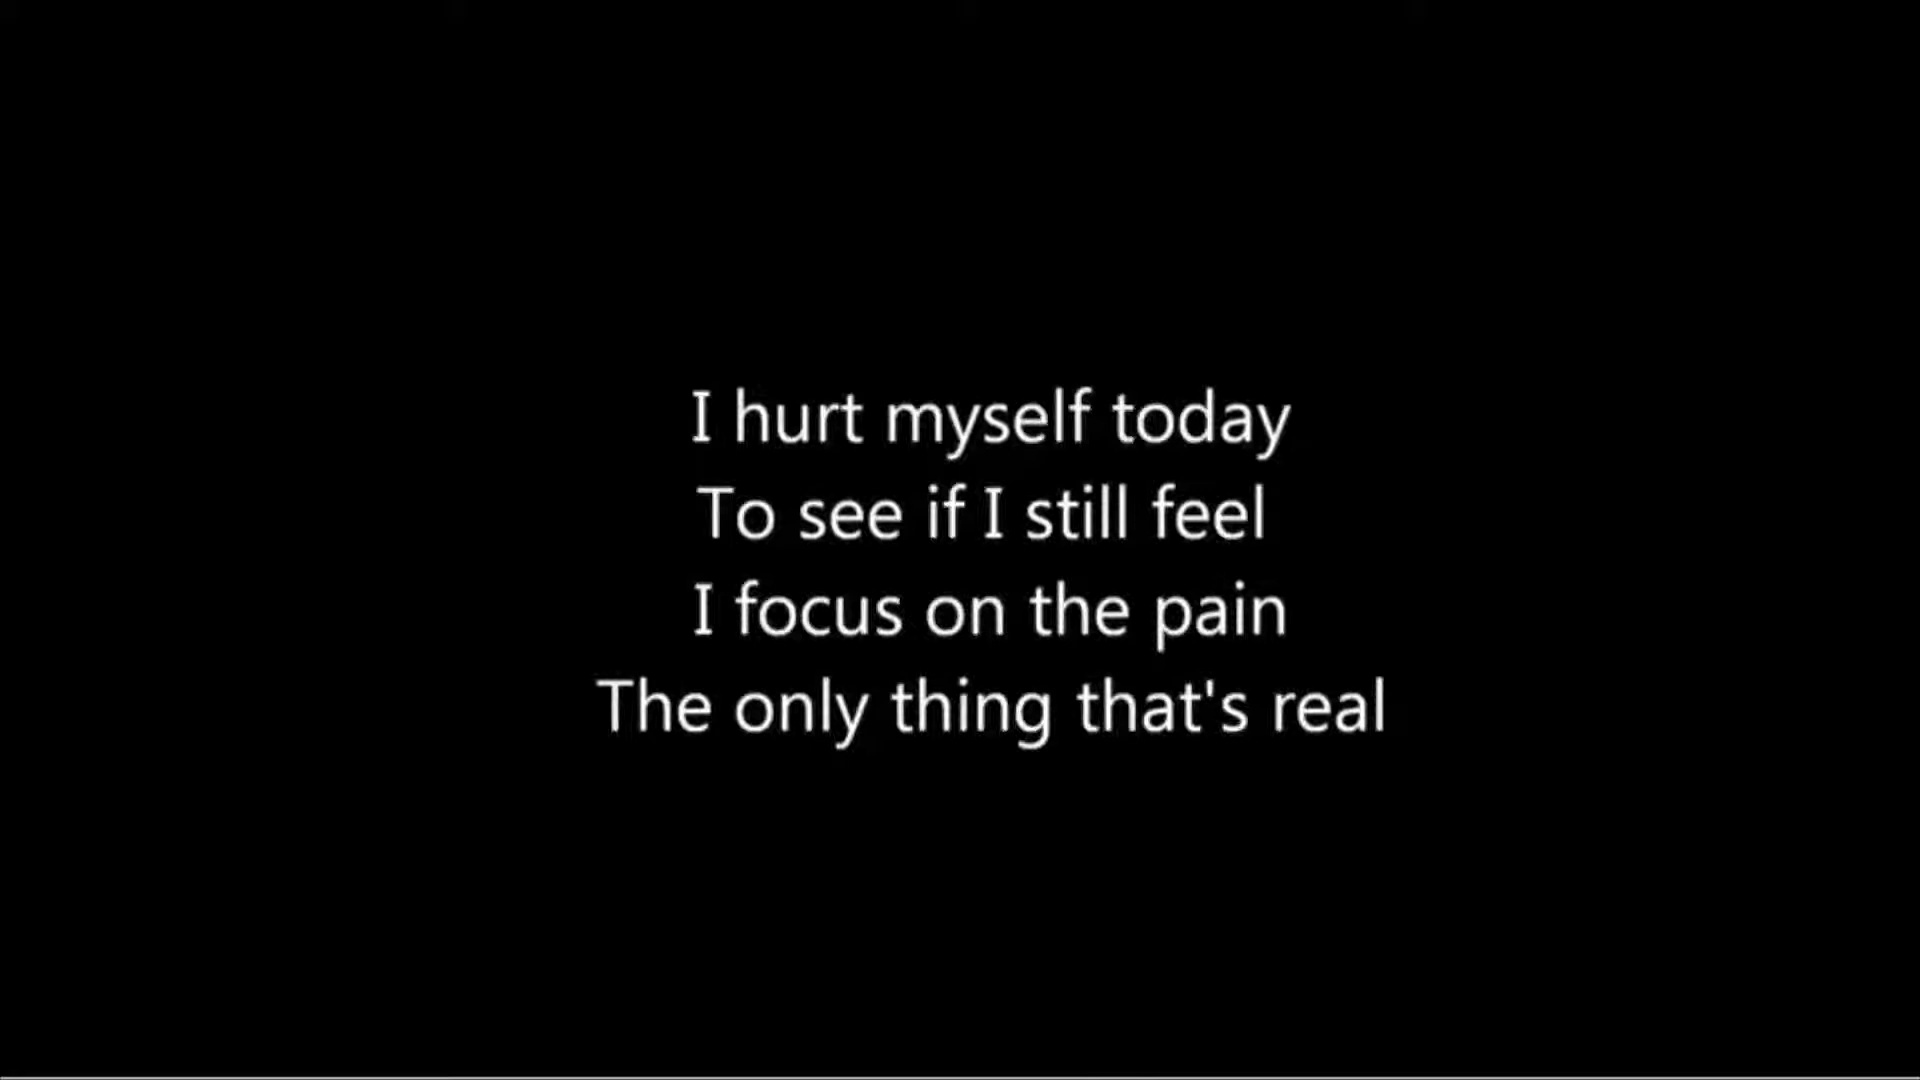 I hurt myself today
To see if I still feel
I focus on the pain
The only thing that's real